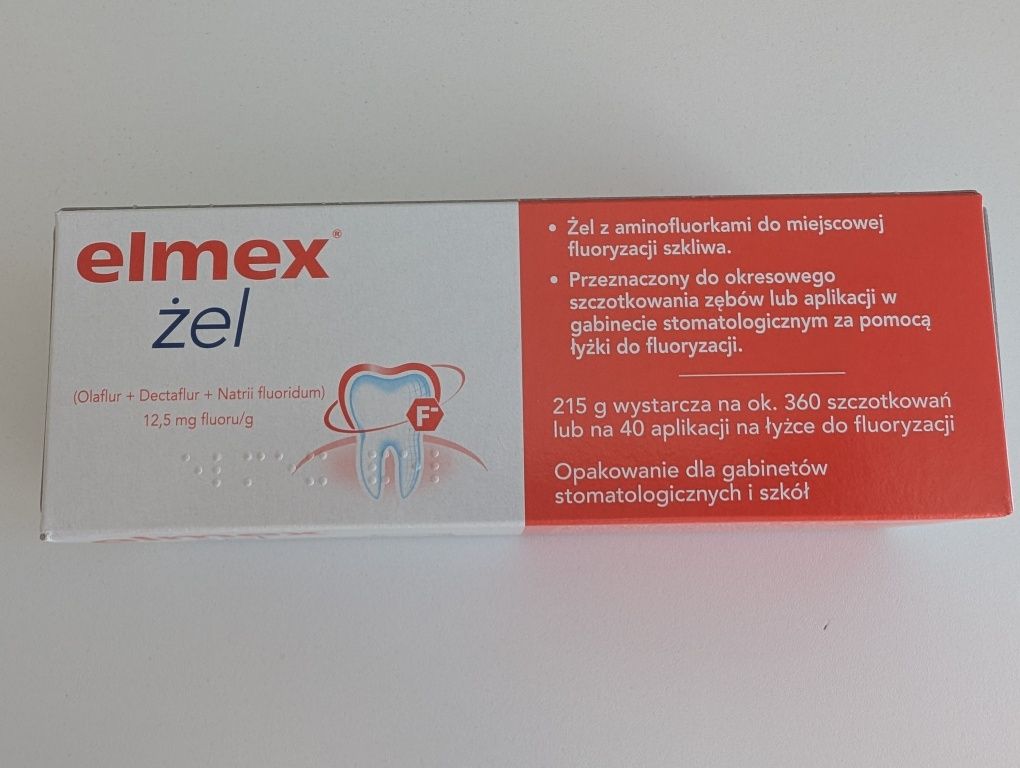 elmex®
żel
(Olaflur + Dectaflur + Natrii fluoridum)
12,5 mg fluoru/g
F-
• Żel z aminofluorkami do miejscowej
fluoryzacji szkliwa.
• Przeznaczony do okresowego
szczotkowania zębów lub aplikacji w
gabinecie stomatologicznym za pomocą
łyżki do fluoryzacji.
215 g wystarcza na ok. 360 szczotkowań
lub na 40 aplikacji na łyżce do fluoryzacji
Opakowanie dla gabinetów
stomatologicznych i szkół